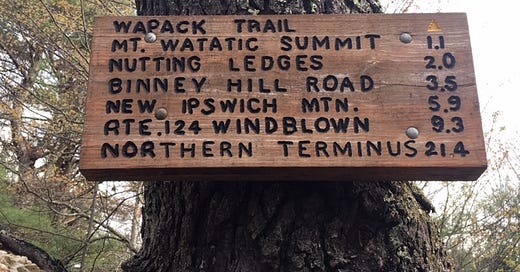 WAPACK TRAIL
MT. WATATIC SUMMIT 1.1
NUTTING LEDGES 2.0
BINNEY HILL ROAD 3.5
NEW IPSWICH MTN. 5.9
RTE.124 WINDBLOWN 9.3
NORTHERN TERMINUS 21.4